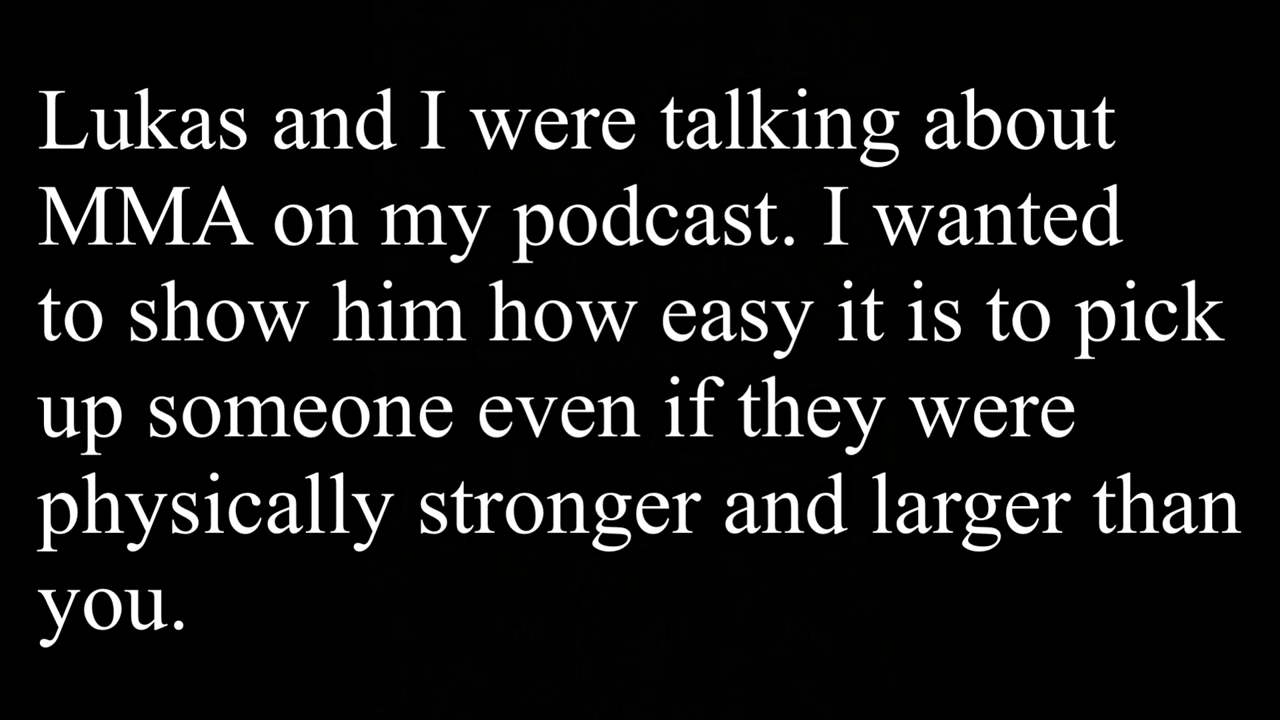 Lukas and I were talking about
MMA on my podcast. I wanted
to show him how easy it is to pick
up someone even if they were
physically stronger and larger than
you.